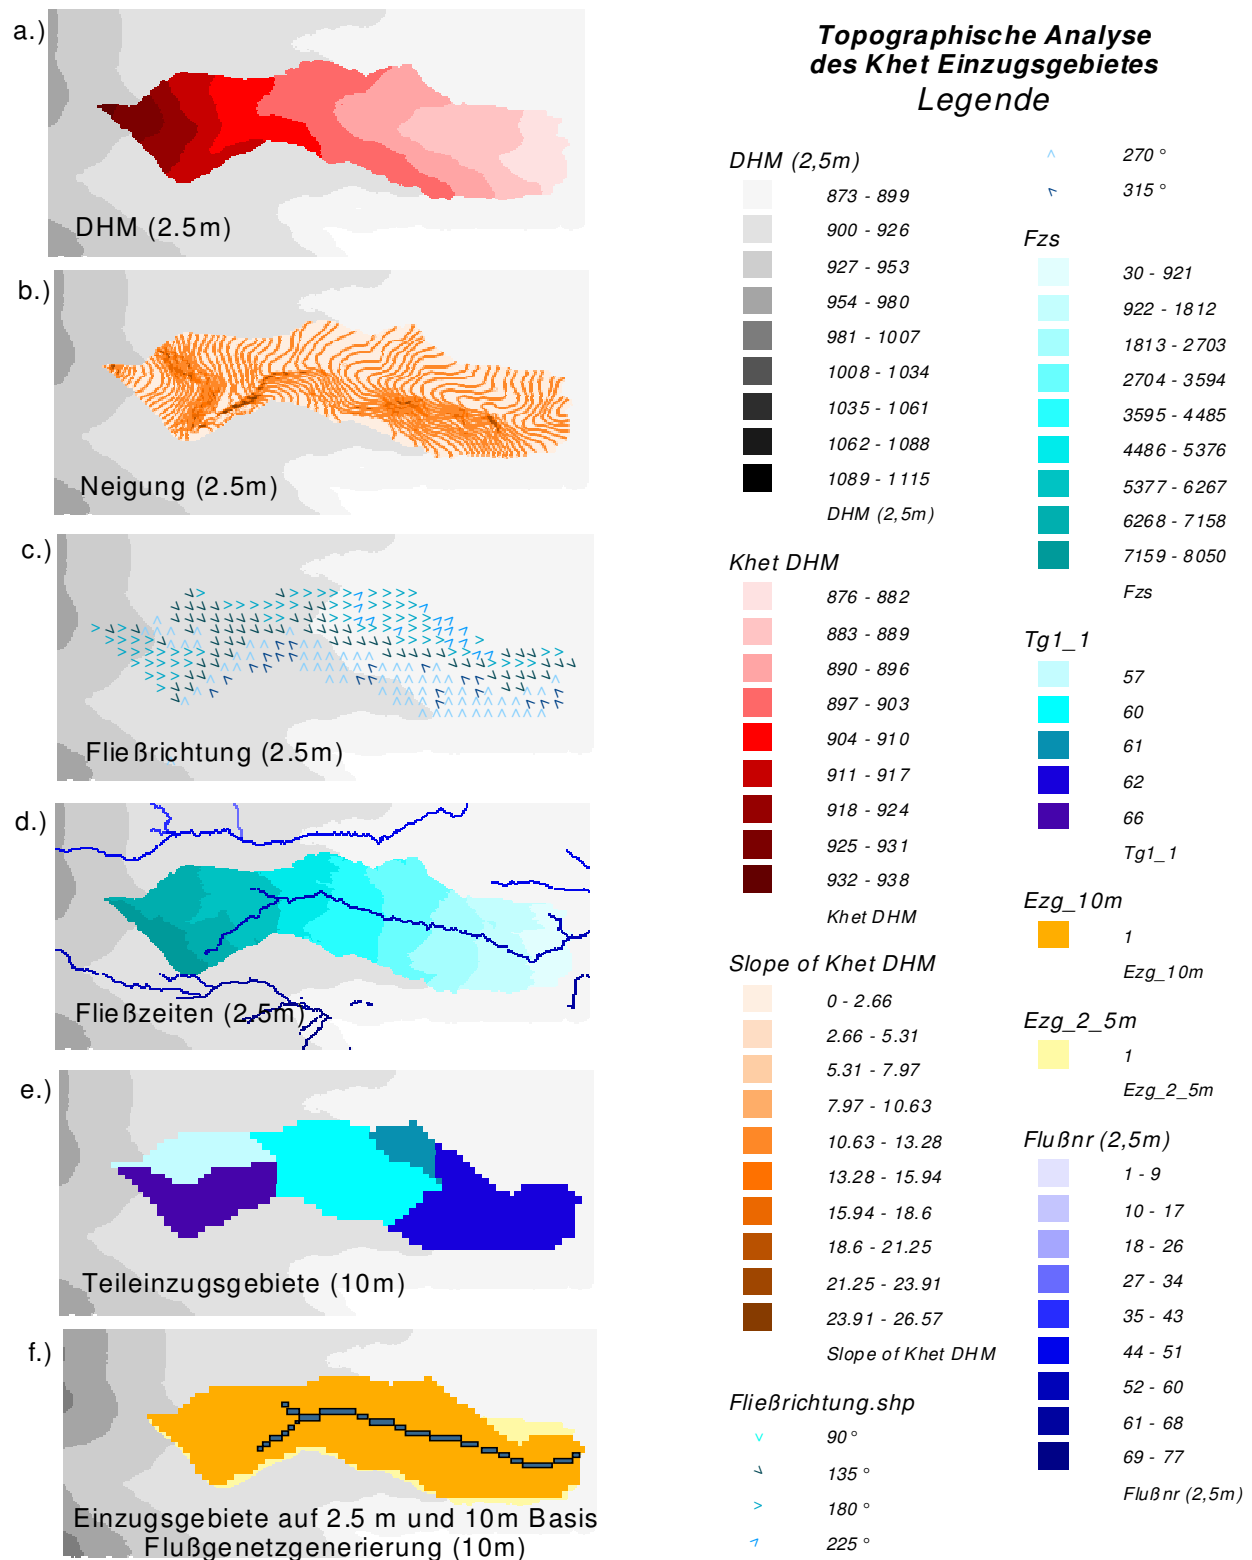 a.)
DHM (2.5m)
b.)
Neigung (2.5m)
c.)
Fließrichtung (2.5m)
d.)
Fließzeiten (2.5m)
e.)
Teileinzugsgebiete (10m)
f.)
Einzugsgebiete auf 2.5 m und 10m Basis
Flußgenetzgenerierung (10m)
Topographische Analyse
des Khet Einzugsgebietes
Legende
DHM (2,5m)
873 - 899
900 - 926
927 - 953
954 - 980
981 - 1007
1008 - 1034
1035 - 1061
1062 - 1088
1089 - 1115
DHM (2,5m)
Khet DHM
876 - 882
883 - 889
890 - 896
897 - 903
904 - 910
911 - 917
918 - 924
925 - 931
932 - 938
Khet DHM
Slope of Khet DHM
0 - 2.66
2.66 - 5.31
5.31 - 7.97
7.97 - 10.63
10.63 - 13.28
13.28 - 15.94
15.94 - 18.6
18.6 - 21.25
21.25 - 23.91
23.91 - 26.57
Slope of Khet DHM
Fließrichtung.shp
90 °
135 °
180 °
225 °
270 °
315 °
Fzs
30 - 921
922 - 1812
1813 - 2703
2704 - 3594
3595 - 4485
4486 - 5376
5377 - 6267
6268 - 7158
7159 - 8050
Fzs
Tg1_1
57
60
61
62
66
Tg1_1
Ezg_10m
1
Ezg_10m
Ezg_2_5m
1
Ezg_2_5m
Flußnr (2,5m)
1 - 9
10 - 17
18 - 26
27 - 34
35 - 43
44 - 51
52 - 60
61 - 68
69 - 77
Flußnr (2,5m)